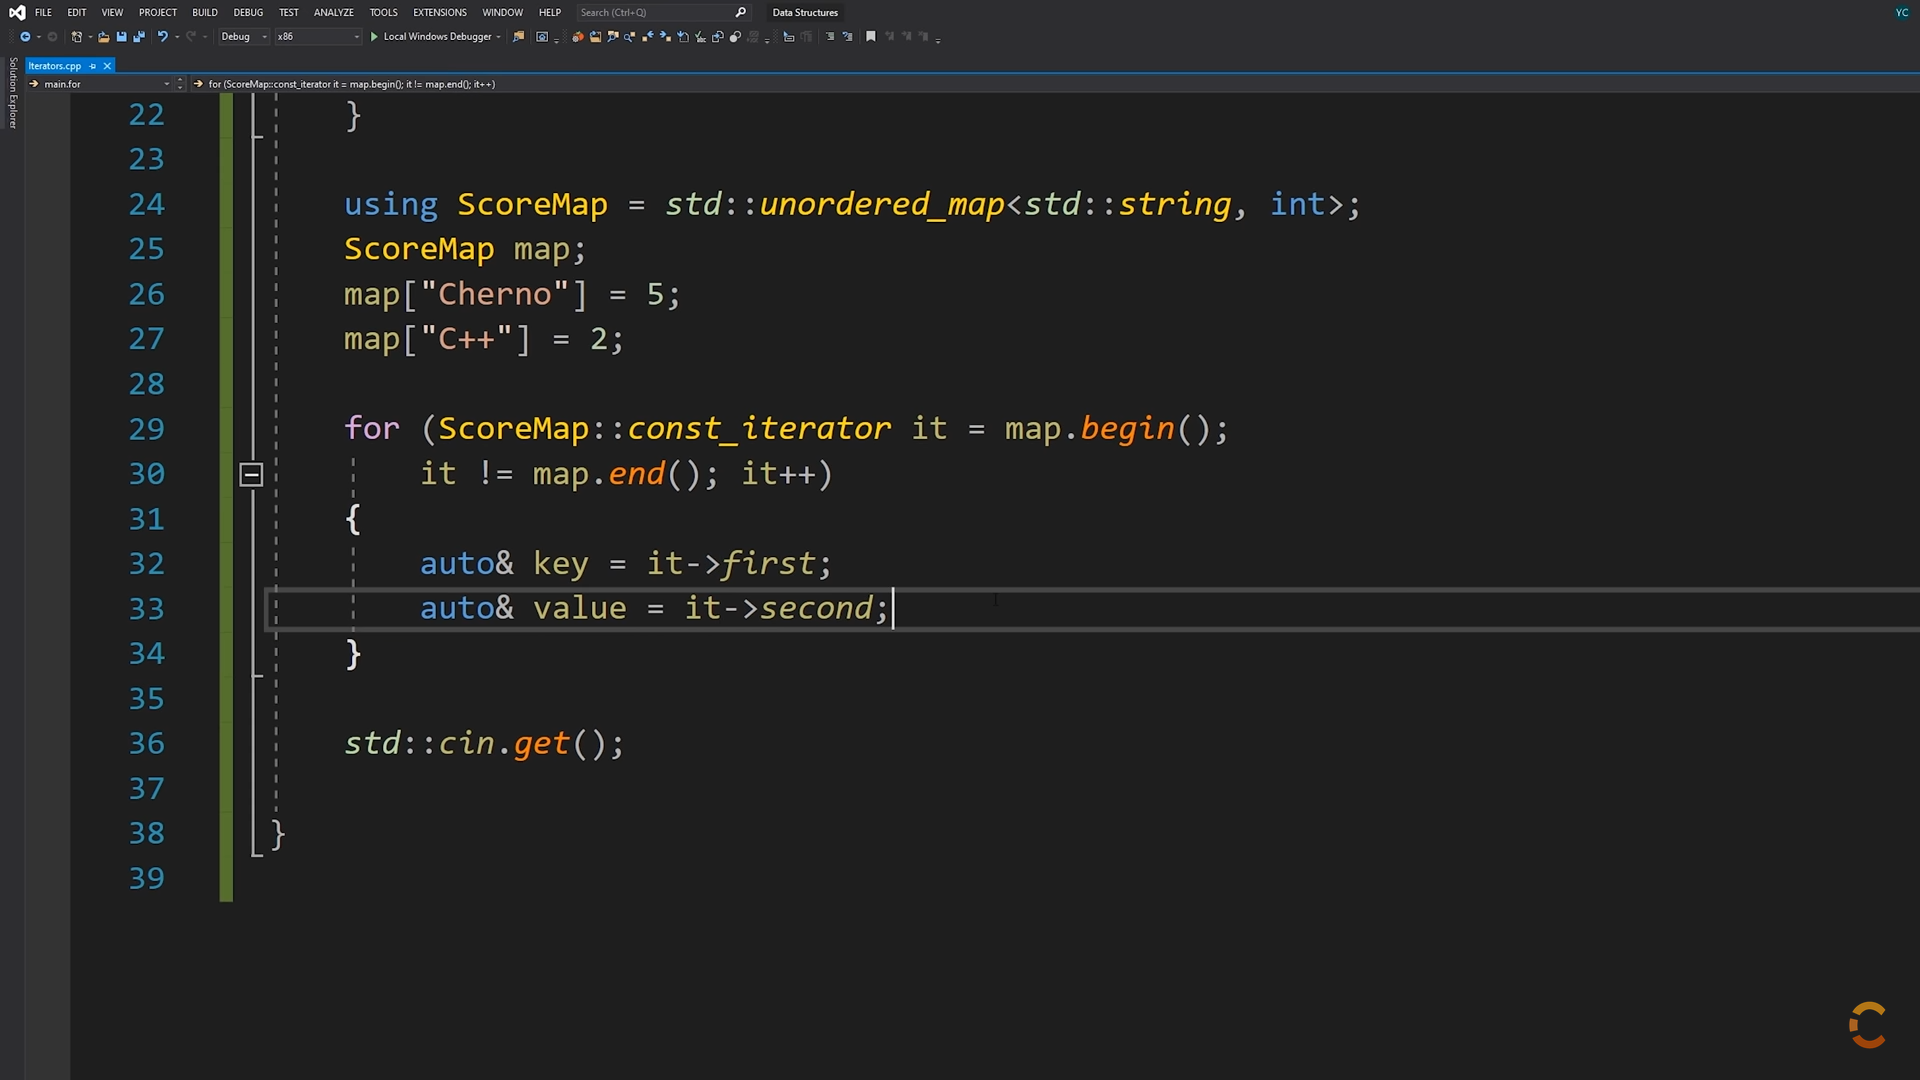 FILE EDIT VIEW PROJECT BUILD DEBUG TEST ANALYZE TOOLS EXTENSIONS WINDOW HELP Search (Ctrl+Q) Data Structures YC
Debug x86 Local Windows Debugger
Solution Explorer
Iterators.cpp
main.for for (ScoreMap::const_iterator it = map.begin(); it != map.end(); it++)
22 }
23
24 using ScoreMap = std::unordered_map<std::string, int>;
25 ScoreMap map;
26 map["Cherno"] = 5;
27 map["C++"] = 2;
28
29 for (ScoreMap::const_iterator it = map.begin();
30 it != map.end(); it++)
31 {
32 auto& key = it->first;
33 auto& value = it->second;
34 }
35
36 std::cin.get();
37
38 }
39